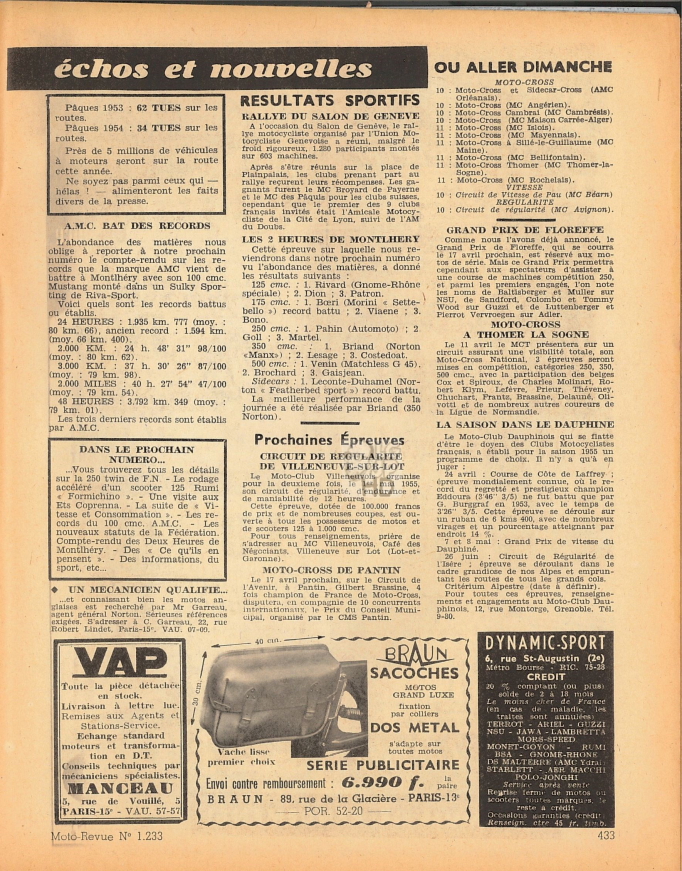 échos et nouvelles
Pâques 1953 : 62 TUES sur les
routes.
Pâques 1954 : 34 TUES sur les
routes.
Près de 5 millions de véhicules
à moteurs seront sur la route
cette année.
Ne soyez pas parmi ceux qui —
hélas ! — alimenteront les faits
divers de la presse.
A.M.C. BAT DES RECORDS
L'abondance des matières nous
oblige à reporter à notre prochain
numéro le compte-rendu sur les re-
cords que la marque AMC vient de
battre à Montlhéry avec son 100 cmc.
Mustang monté dans un Sulky Spor-
ting de Riva-Sport.
Voici quels sont les records battus
ou établis.
24 HEURES : 1.935 km. 777 (moy. :
80 km. 66), ancien record : 1.594 km.
(moy. 66 km. 400).
2.000 KM. : 24 h. 48' 31" 98/100
(moy. : 80 km. 62).
3.000 KM. : 37 h. 30' 26" 87/100
(moy. : 79 km. 98).
2.000 MILES : 40 h. 27' 54" 47/100
(moy. : 79 km. 54).
48 HEURES : 3.792 km. 349 (moy. :
79 km. 01).
Les trois derniers records sont établis
par A.M.C.
DANS LE PROCHAIN
NUMERO...
...Vous trouverez tous les détails
sur la 250 twin de F.N. - Le rodage
accéléré d'un scooter 125 Rumi
« Formichino ». - Une visite aux
Ets Coprenna. - La suite de « Vi-
tesse et Consommation ». - Les re-
cords du 100 cmc. A.M.C. - Les
nouveaux statuts de la Fédération.
Compte-rendu des Deux Heures de
Montlhéry. - Des « Ce qu'ils en
pensent ». - Des informations, du
sport, etc...
◆ UN MECANICIEN QUALIFIE...
...et connaissant bien les motos an-
glaises est recherché par Mr Garreau,
agent général Norton. Sérieuses références
exigées. S'adresser à C. Garreau, 22, rue
Robert Lindet, Paris-15e. VAU. 07-09.
RESULTATS SPORTIFS
RALLYE DU SALON DE GENEVE
A l'occasion du Salon de Genève, le ral-
lye motocycliste organisé par l'Union Mo-
tocycliste Genevoise a réuni, malgré le
froid rigoureux, 1.280 participants montés
sur 603 machines.
Après s'être réunis sur la place de
Plainpalais, les clubs prenant part au
rallye reçurent leurs récompenses. Les ga-
gnants furent le MC Broyard de Payerne
et le MC des Pâquis pour les clubs suisses,
cependant que le premier des 9 clubs
français invités était l'Amicale Motocy-
cliste de la Cité de Lyon, suivi de l'AM
du Doubs.
LES 2 HEURES DE MONTLHERY
Cette épreuve sur laquelle nous re-
viendrons dans notre prochain numéro
vu l'abondance des matières, a donné
les résultats suivants :
125 cmc. : 1. Rivard (Gnome-Rhône
spéciale) ; 2. Dion ; 3. Patron.
175 cmc. : 1. Bceri (Morini « Sette-
bello ») record battu ; 2. Viaene ; 3.
Bono.
250 cmc. : 1. Pahin (Automoto) ; 2.
Goll ; 3. Martel.
350 cmc. : 1. Briand (Norton
«Manx») ; 2. Lesage ; 3. Costedoat.
500 cmc. : 1. Venin (Matchless G 45).
2. Brochard ; 3. Gaisjean.
Sidecars : 1. Leconte-Duhamel (Nor-
ton « Featherbed sport ») record battu.
La meilleure performance de la
journée a été réalisée par Briand (350
Norton).
Prochaines Épreuves
CIRCUIT DE REGULARITE
DE VILLENEUVE-SUR-LOT
Le Moto-Club Villeneuvois organise
pour la deuxième fois, le 1955,
son circuit de régularité, et
de maniabilité de 12 heures.
Cette épreuve, dotée de 100.000 francs
de prix et de nombreuses coupes, est ou-
verte à tous les possesseurs de motos et
de scooters 125 à 1.000 cmc.
Pour tous renseignements, prière de
s'adresser au MC Villeneuvois, Café des
Négociants, Villeneuve sur Lot (Lot-et-
Garonne).
MOTO-CROSS DE PANTIN
Le 17 avril prochain, sur le Circuit de
l'Avenir, à Pantin, Gilbert Brassine, 4
fois champion de France de Moto-Cross,
disputera, en compagnie de 10 concurrents
internationaux, le Prix du Conseil Muni-
cipal, organisé par le CMS Pantin.
OU ALLER DIMANCHE
MOTO-CROSS
10 : Moto-Cross et Sidecar-Cross (AMC
Orléanais).
10 : Moto-Cross (MC Angérien).
10 : Moto-Cross Cambrai (MC Cambrésis).
10 : Moto-Cross (MC Maison Carrée-Alger)
11 : Moto-Cross (MC Islois).
11 : Moto-Cross (MC Mayennais).
11 : Moto-Cross à Sillé-le-Guillaume (MC
Maine).
11 : Moto-Cross (MC Bellifontain).
11 : Moto-Cross Thomer (MC Thomer-la-
Sogne).
11 : Moto-Cross (MC Rochelais).
VITESSE
10 : Circuit de Vitesse de Pau (MC Béarn)
REGULARITE
10 : Circuit de régularité (MC Avignon).
GRAND PRIX DE FLOREFFE
Comme nous l'avons déjà annoncé, le
Grand Prix de Floreffe, qui se courra
le 17 avril prochain, est réservé aux mo-
tos de série. Mais ce Grand Prix permettra
cependant aux spectateurs d'assister à
une course de machines compétition 250,
et parmi les premiers engagés, l'on note
les noms de Baltisberger et Muller sur
NSU, de Sandford, Colombo et Tommy
Wood sur Guzzi et de Luttenberger et
Pierrot Vervroegen sur Adler.
MOTO-CROSS
A THOMER LA SOGNE
Le 11 avril le MCT présentera sur un
circuit assurant une visibilité totale, son
Moto-Cross National, 2 épreuves seront
mises en compétition, catégories 250, 350,
500 cmc, avec la participation des belges
Cox et Spiroux, de Charles Molinari, Ro-
bert Klym, Lefèvre, Prieur, Théveney,
Chuchart, Frantz, Brassine, Delauné, Oli-
votti et de nombreux autres coureurs de
la Ligue de Normandie.
LA SAISON DANS LE DAUPHINE
Le Moto-Club Dauphinois qui se flatte
d'être le doyen des Clubs Motocyclistes
français, a établi pour la saison 1955 un
programme de choix. Il n'y a qu'à en
juger :
24 avril : Course de Côte de Laffrey ;
épreuve mondialement connue, où le re-
cord du regretté et prestigieux champion
Eddoura (3'46" 3/5) ne fut battu que par
G. Burggraf en 1953, avec le temps de
3'26" 3/5. Cette épreuve se déroule sur
un ruban de 6 kms 400, avec de nombreux
virages et un pourcentage atteignant par
endroit 14 %.
7 et 8 mai : Grand Prix de vitesse du
Dauphiné.
26 juin : Circuit de Régularité de
l'Isère ; épreuve se déroulant dans le
cadre grandiose de nos Alpes et emprun-
tant les routes de tous les grands cols.
Critérium Alpestre (date à définir).
Pour toutes ces épreuves, renseigne-
ments et engagements au Moto-Club Dau-
phinois, 12, rue Montorge, Grenoble. Tél.
9-80.
VAP
Toute la pièce détachée
en stock.
Livraison à lettre lue.
Remises aux Agents et
Stations-Service.
Echange standard
moteurs et transforma-
tion en D.T.
Conseils techniques par
mécaniciens spécialistes.
MANCEAU
5, rue de Vouillé, 5
PARIS-15e - VAU. 57-57
40 cm.
30 cm.
Vache lisse
premier choix
BRAUN
SACOCHES
MOTOS
GRAND LUXE
fixation
par colliers
DOS METAL
s'adapte sur
toutes motos
SERIE PUBLICITAIRE
Envoi contre remboursement : 6.990 f. la paire
BRAUN - 89, rue de la Glacière - PARIS-13e
— POR. 52-20 —
DYNAMIC-SPORT
6, rue St-Augustin (2e)
Métro Bourse - RIC. 75-28
CREDIT
20 % comptant (ou plus)
solde de 2 à 18 mois
Le moins cher de France
(en cas de maladie, les
traites sont annulées)
TERROT - ARIEL - GUZZI
NSU - JAWA - LAMBRETTA
MORS-SPEED
MONET-GOYON - RUMI
BSA - GNOME-RHONE
DS MALTERRE (AMC Ydral)
STARLETT - AER MACCHI
POLO-JONGHI
Service après vente
Reprise ferme de motos ou
scooters toutes marques, le
reste à crédit.
Occasions garanties (crédit)
Renseign. ctre 45 fr. timb.
Moto-Revue N° 1.233
433